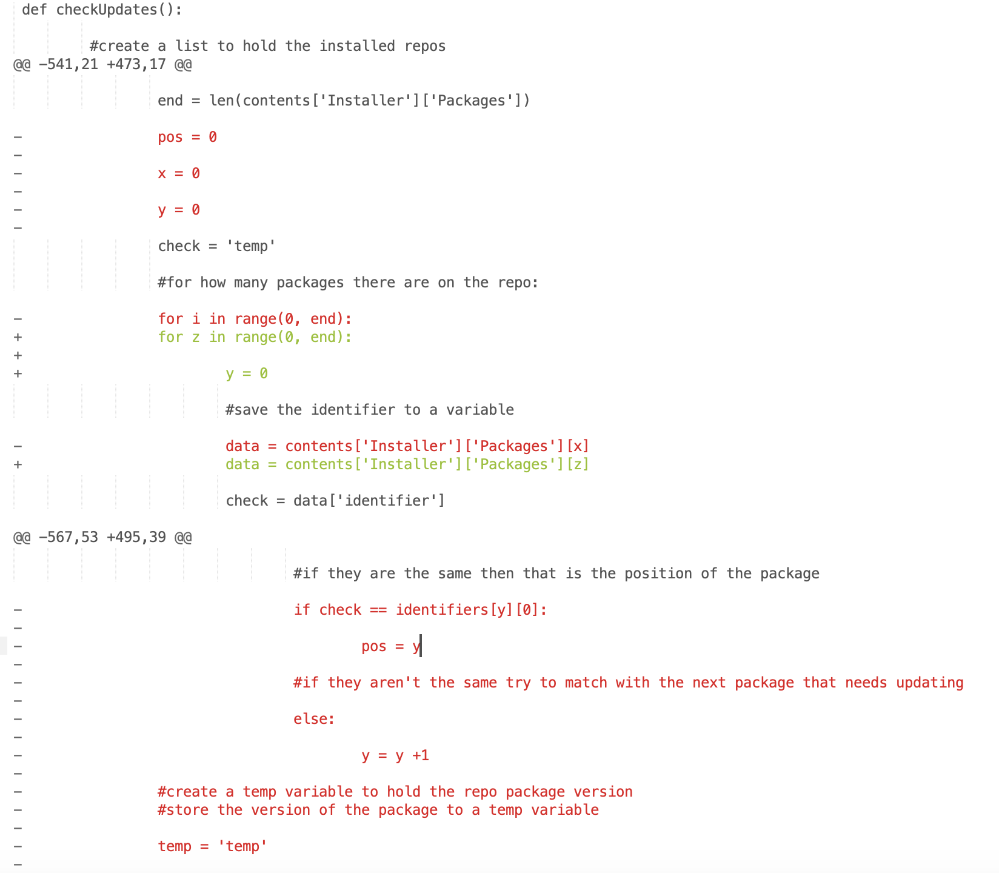 def checkUpdates():
#create a list to hold the installed repos
@@ -541,21 +473,17 @@
end = len(contents['Installer']['Packages'])
- pos = 0
-
- x = 0
-
- y = 0
-
check = 'temp'
#for how many packages there are on the repo:
- for i in range(0, end):
+ for z in range(0, end):
+
+ y = 0
#save the identifier to a variable
- data = contents['Installer']['Packages'][x]
+ data = contents['Installer']['Packages'][z]
check = data['identifier']
@@ -567,53 +495,39 @@
#if they are the same then that is the position of the package
- if check == identifiers[y][0]:
-
- pos = y
-
- #if they aren't the same try to match with the next package that needs updating
-
- else:
-
- y = y +1
-
- #create a temp variable to hold the repo package version
- #store the version of the package to a temp variable
-
- temp = 'temp'
-